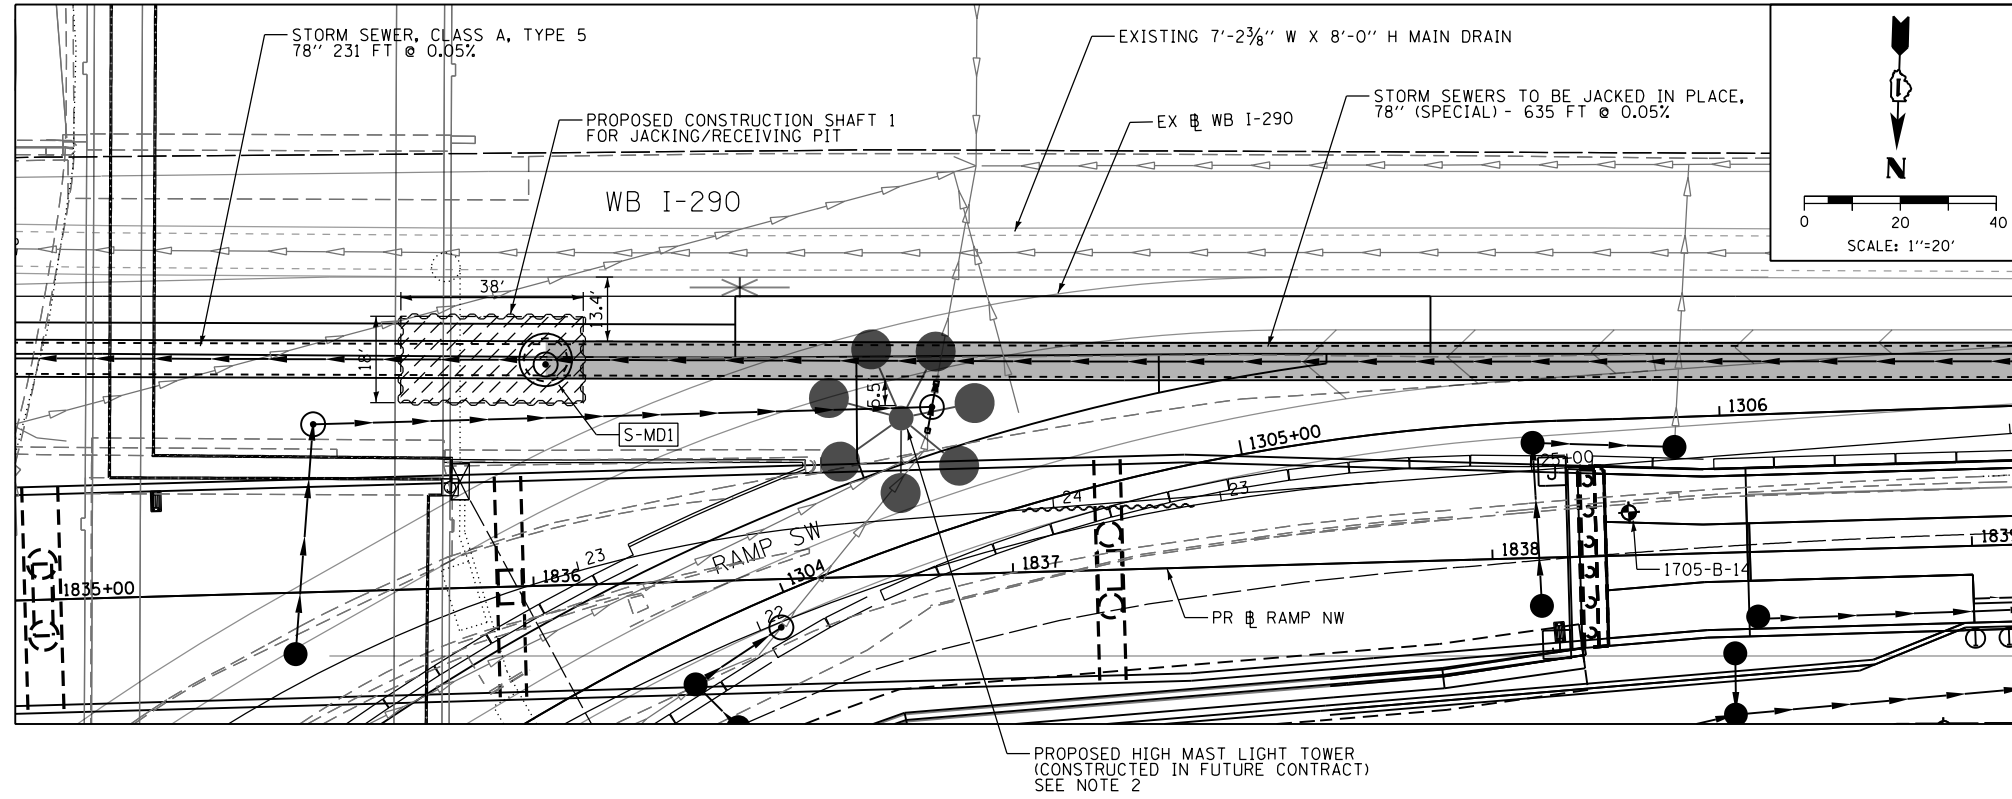 STORM SEWER, CLASS A, TYPE 5
78" 231 FT @ 0.05%
EXISTING 7'-2⅜" W X 8'-0" H MAIN DRAIN
STORM SEWERS TO BE JACKED IN PLACE,
78" (SPECIAL) - 635 FT @ 0.05%
PROPOSED CONSTRUCTION SHAFT 1
FOR JACKING/RECEIVING PIT
EX ℄ WB I-290
WB I-290
N
0 20 40
SCALE: 1"=20'
38'
13.4'
18'
5.5
S-MD1
1306
1305+00
25+00
J
24
23
RAMP SW
23
1304
22
1835+00
1836
1837
1838
1839
1705-B-14
PR ℄ RAMP NW
PROPOSED HIGH MAST LIGHT TOWER
(CONSTRUCTED IN FUTURE CONTRACT)
SEE NOTE 2